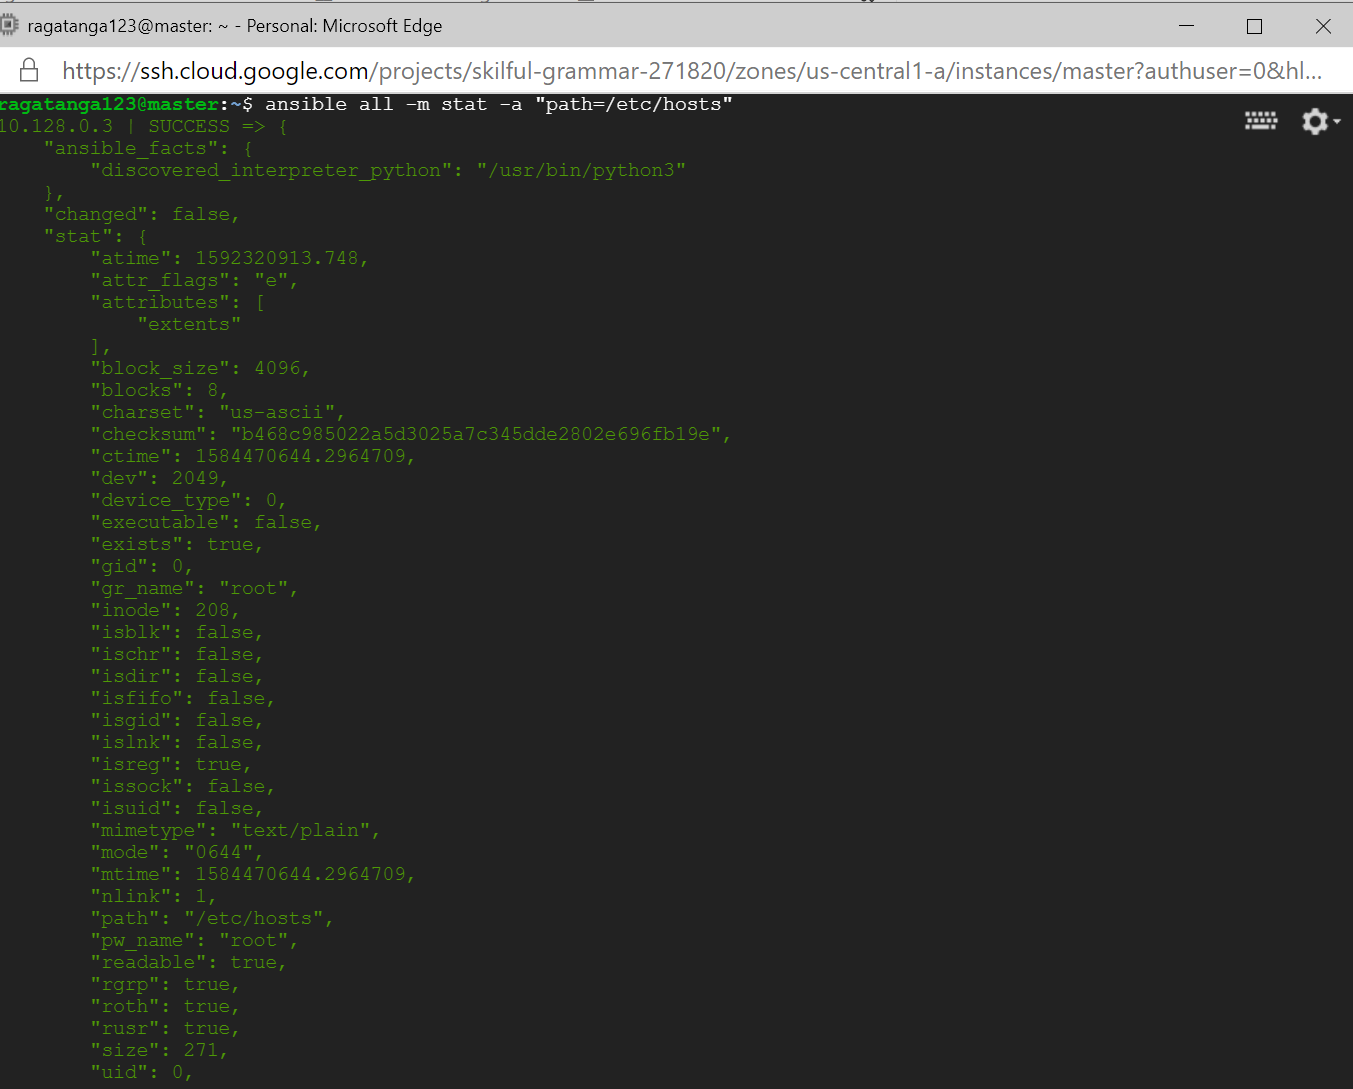 ragatanga123@master: ~ - Personal: Microsoft Edge
https://ssh.cloud.google.com/projects/skilful-grammar-271820/zones/us-central1-a/instances/master?authuser=0&hl...
ragatanga123@master:~$ ansible all -m stat -a "path=/etc/hosts"
10.128.0.3 | SUCCESS => {
    "ansible_facts": {
        "discovered_interpreter_python": "/usr/bin/python3"
    },
    "changed": false,
    "stat": {
        "atime": 1592320913.748,
        "attr_flags": "e",
        "attributes": [
            "extents"
        ],
        "block_size": 4096,
        "blocks": 8,
        "charset": "us-ascii",
        "checksum": "b468c985022a5d3025a7c345dde2802e696fb19e",
        "ctime": 1584470644.2964709,
        "dev": 2049,
        "device_type": 0,
        "executable": false,
        "exists": true,
        "gid": 0,
        "gr_name": "root",
        "inode": 208,
        "isblk": false,
        "ischr": false,
        "isdir": false,
        "isfifo": false,
        "isgid": false,
        "islnk": false,
        "isreg": true,
        "issock": false,
        "isuid": false,
        "mimetype": "text/plain",
        "mode": "0644",
        "mtime": 1584470644.2964709,
        "nlink": 1,
        "path": "/etc/hosts",
        "pw_name": "root",
        "readable": true,
        "rgrp": true,
        "roth": true,
        "rusr": true,
        "size": 271,
        "uid": 0,